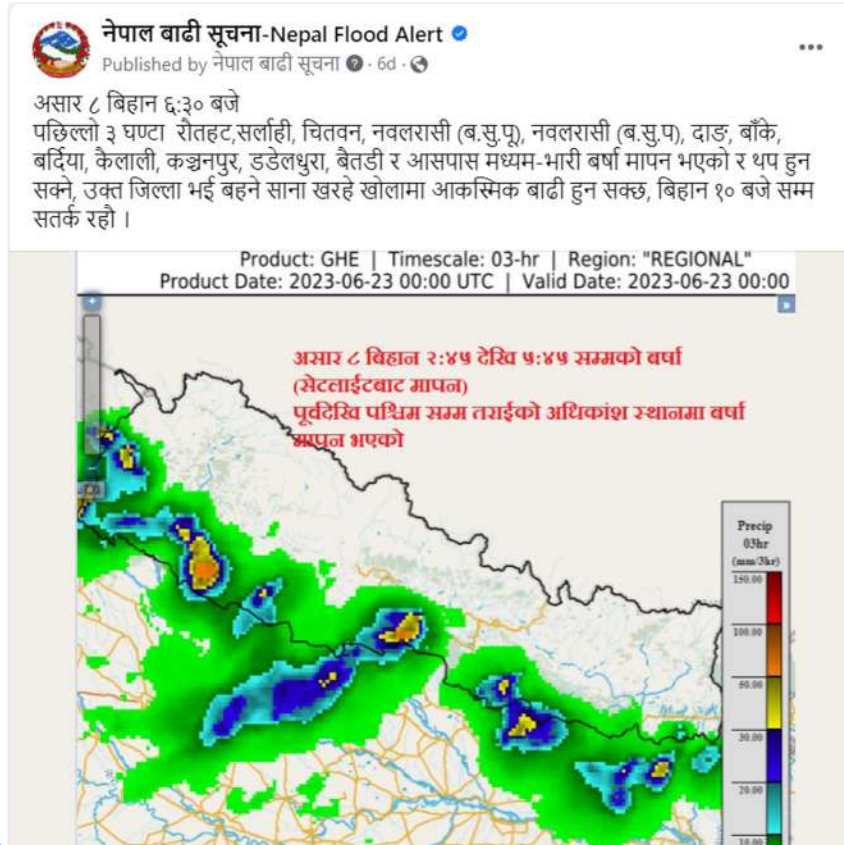 नेपाल बाढी सूचना-Nepal Flood Alert
Published by नेपाल बाढी सूचना · 6d ·
असार ८ बिहान ६:३० बजे
पछिल्लो ३ घण्टा रौतहट,सर्लाही, चितवन, नवलरासी (ब.सु.पू), नवलरासी (ब.सु.प), दाङ, बाँके,
बर्दिया, कैलाली, कञ्चनपुर, डडेलधुरा, बैतडी र आसपास मध्यम-भारी बर्षा मापन भएको र थप हुन
सक्ने, उक्त जिल्ला भई बहने साना खरहे खोलामा आकस्मिक बाढी हुन सक्छ, बिहान १० बजे सम्म
सतर्क रहौ ।
Product: GHE | Timescale: 03-hr | Region: "REGIONAL"
Product Date: 2023-06-23 00:00 UTC | Valid Date: 2023-06-23 00:00
असार ८ बिहान २:४५ देखि ५:४५ सम्मको बर्षा
(सेटलाईटबाट मापन)
पूर्वदेखि पश्चिम सम्म तराईको अधिकांश स्थानमा बर्षा
मापन भएको
Precip
03hr
(mm/3hr)
150.00
100.00
50.00
30.00
20.00
10.00